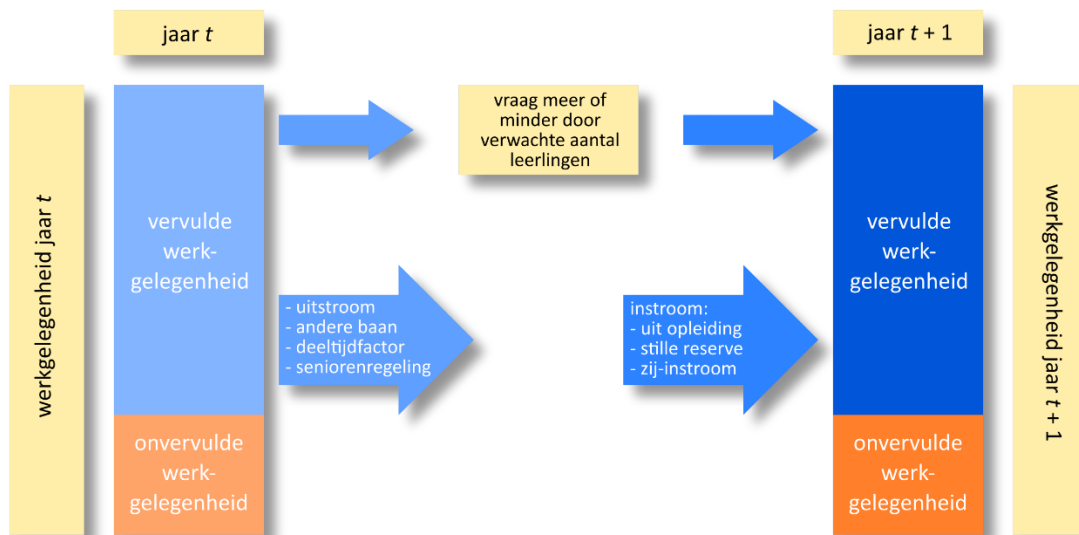 jaar t
jaar t + 1
werkgelegenheid jaar t
vervulde
werk-
gelegenheid
onvervulde
werk-
gelegenheid
vraag meer of
minder door
verwachte aantal
leerlingen
- uitstroom
- andere baan
- deeltijdfactor
- seniorenregeling
instroom:
- uit opleiding
- stille reserve
- zij-instroom
vervulde
werk-
gelegenheid
onvervulde
werk-
gelegenheid
werkgelegenheid jaar t + 1